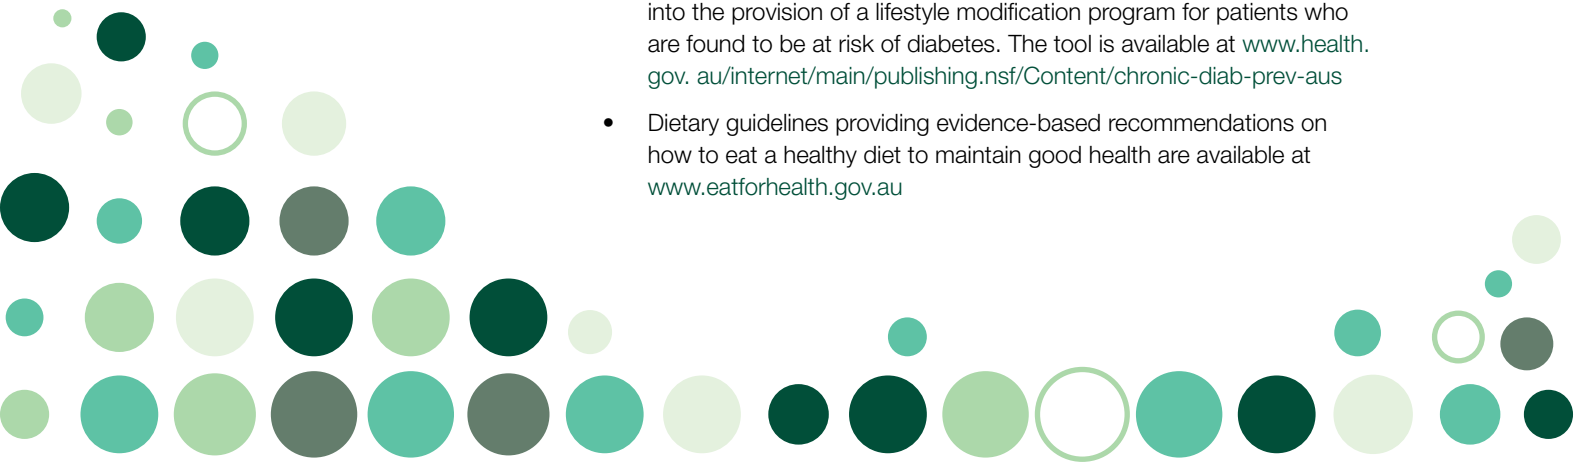 into the provision of a lifestyle modification program for patients who
are found to be at risk of diabetes. The tool is available at www.health.
gov. au/internet/main/publishing.nsf/Content/chronic-diab-prev-aus
• Dietary guidelines providing evidence-based recommendations on
how to eat a healthy diet to maintain good health are available at
www.eatforhealth.gov.au